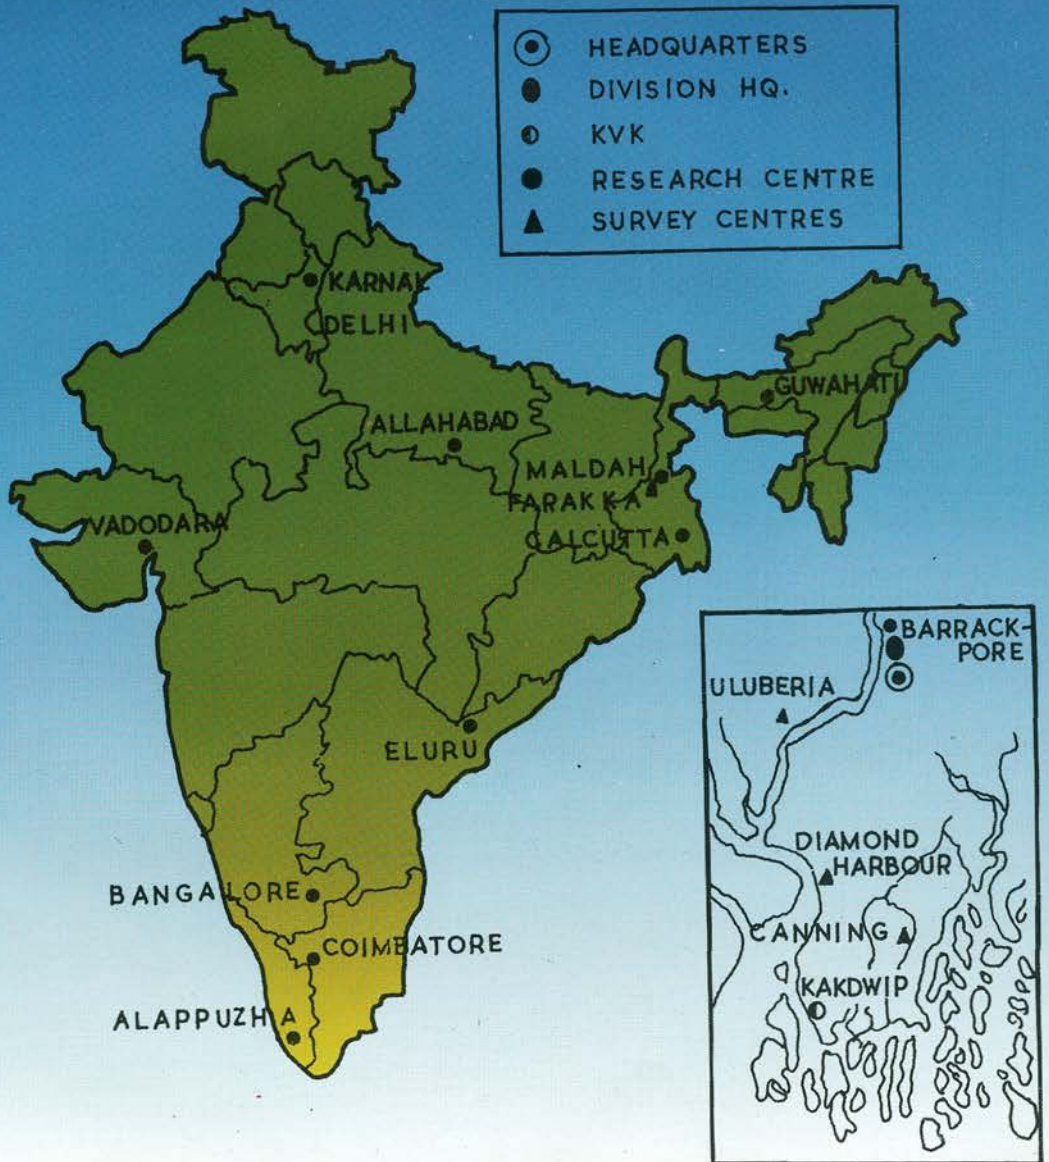 HEADQUARTERS
DIVISION HQ.
KVK
RESEARCH CENTRE
SURVEY CENTRES
KARNAL
DELHI
GUWAHATI
ALLAHABAD
MALDAH
FARAKKA
VADODARA
CALCUTTA
BARRACK-
PORE
ULUBERIA
ELURU
DIAMOND
HARBOUR
BANGALORE
CANNING
COIMBATORE
KAKDWIP
ALAPPUZHA